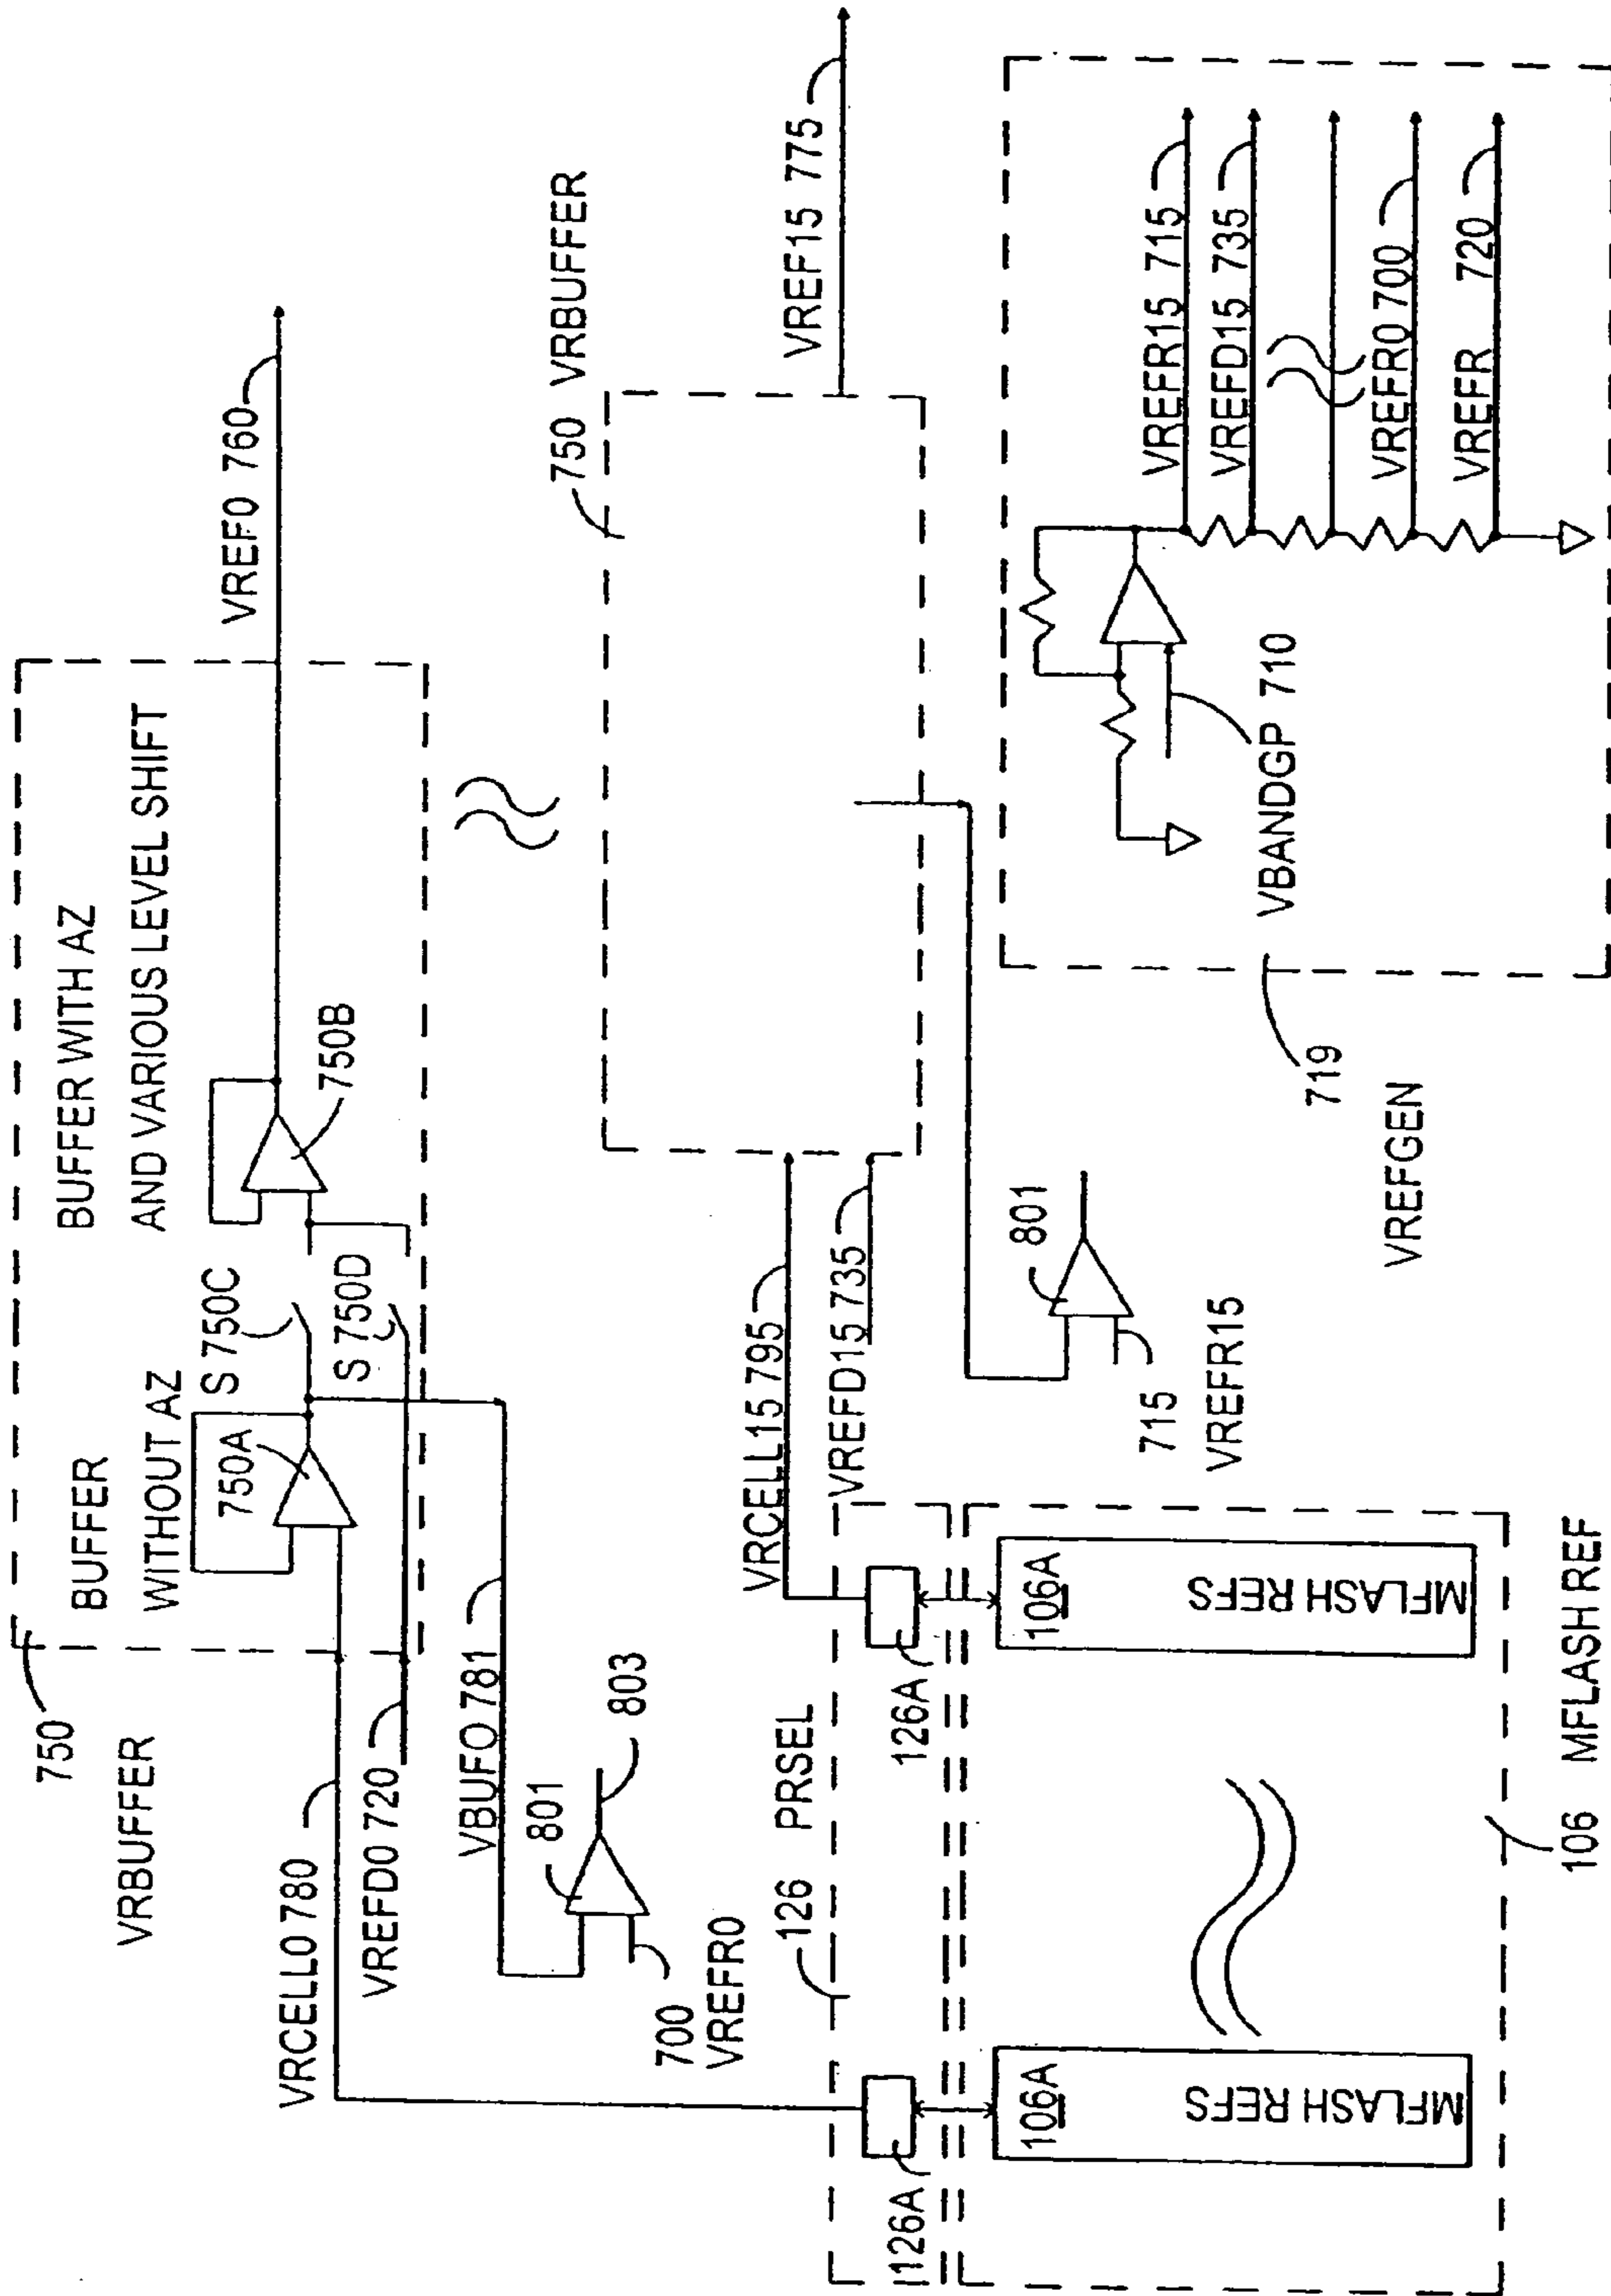 750
VRBUFFER
BUFFER
WITHOUT AZ
750A
S 750C
S 750D
BUFFER WITH AZ
AND VARIOUS LEVEL SHIFT
750B
VREF0 760
VRCELL0 780
VREFD0 720
VBUFO 781
801
803
700
VREFR0
750 VRBUFFER
VREF15 775
VRCELL15 795
VREFD15 735
801
715
VREFR15
126 PRSEL
126A
126A
106A
MFLASH REFS
106A
MFLASH REFS
106 MFLASH REF
VREFGEN
719
VBANDGP 710
VREFR15 715
VREFD15 735
VREFR0 700
VREFR 720